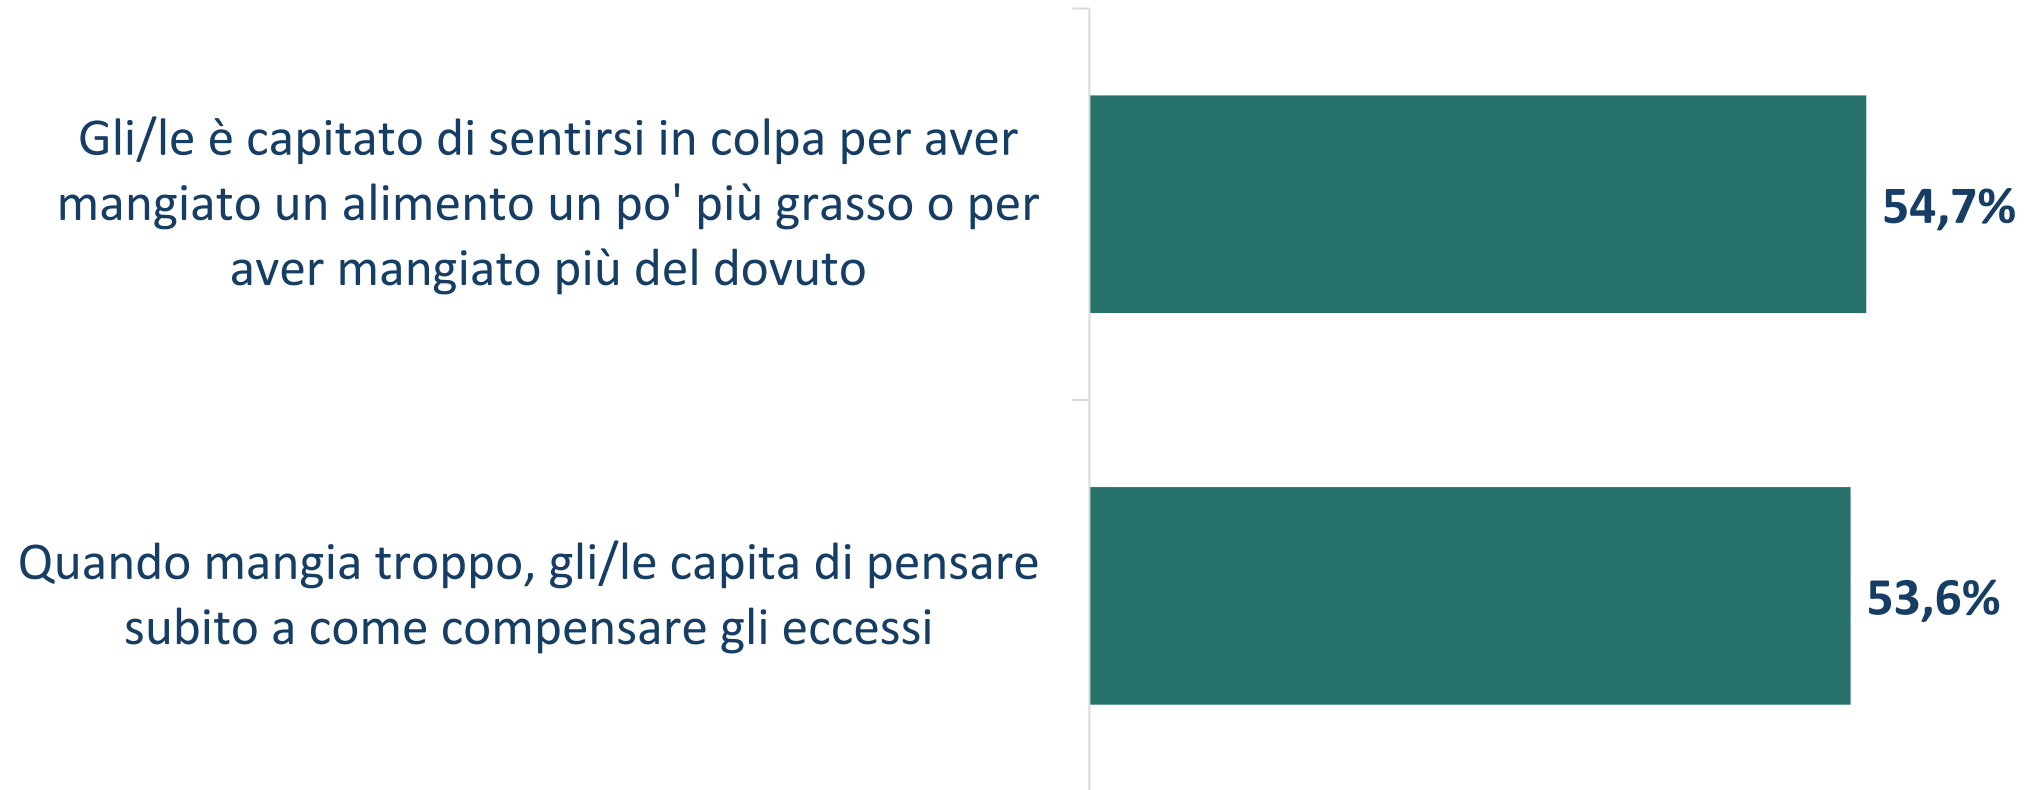 Gli/le è capitato di sentirsi in colpa per aver
mangiato un alimento un po' più grasso o per
aver mangiato più del dovuto
54,7%
Quando mangia troppo, gli/le capita di pensare
subito a come compensare gli eccessi
53,6%